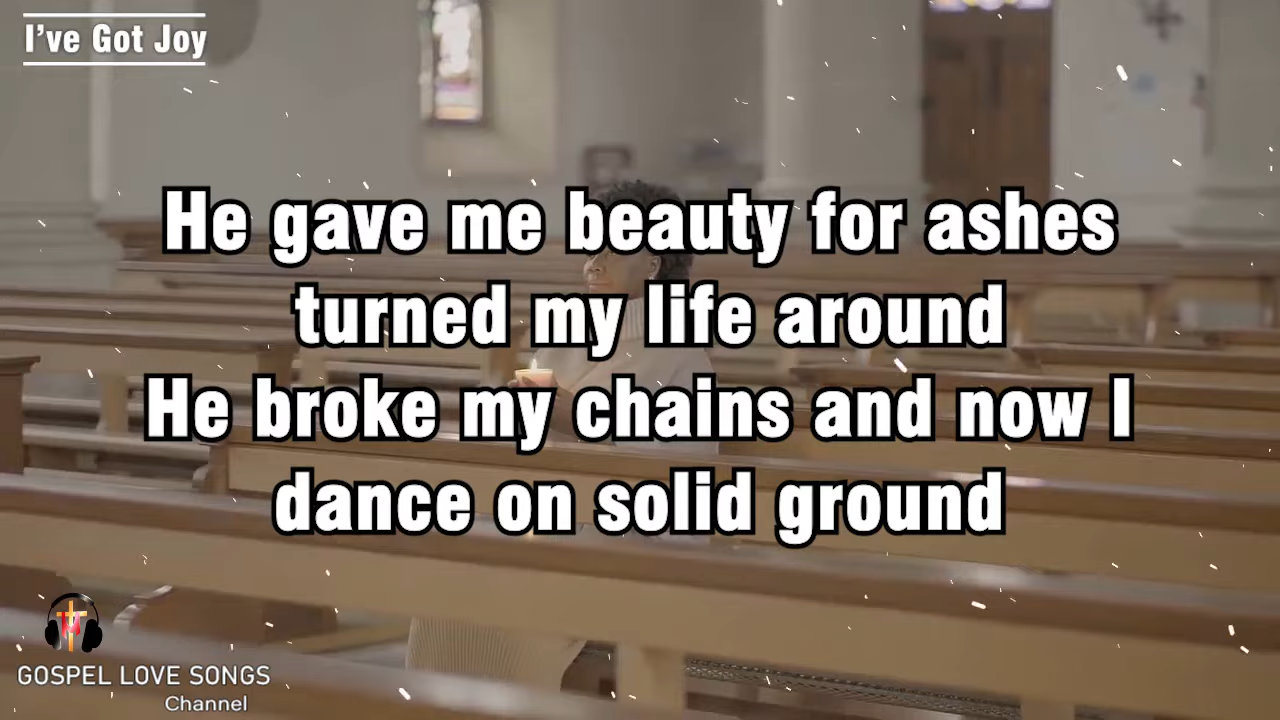 I've Got Joy
He gave me beauty for ashes
turned my life around
He broke my chains and now I
dance on solid ground
GOSPEL LOVE SONGS
Channel